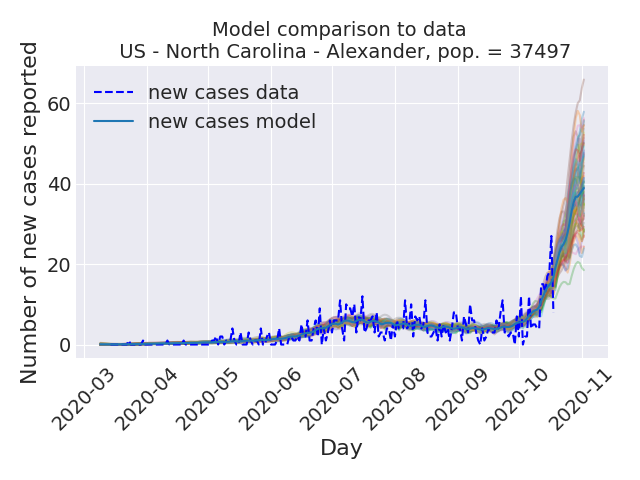 Model comparison to data
US - North Carolina - Alexander, pop. = 37497
Number of new cases reported
60
40
20
0
new cases data
new cases model
2020-03
2020-04
2020-05
2020-06
2020-07
2020-08
2020-09
2020-10
2020-11
Day